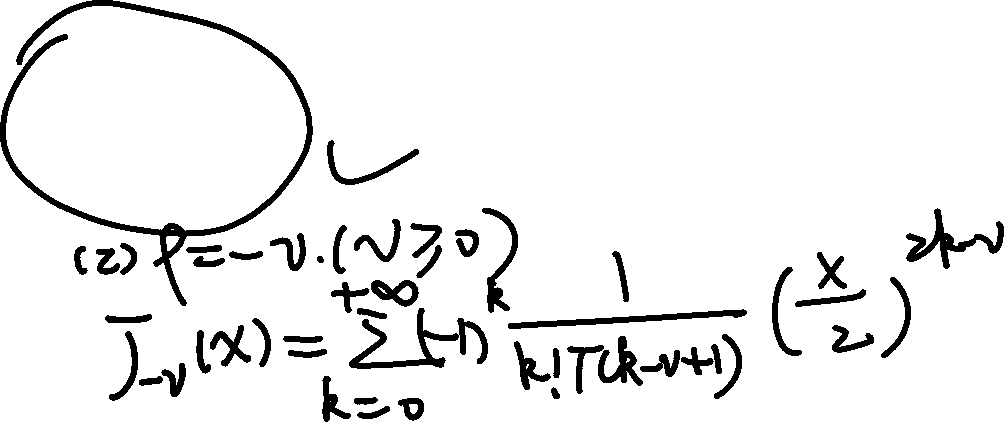 (2) ρ=-ν.(ν≥0)
J_{-ν}(x)=\sum_{k=0}^{+∞}(-1)^k \frac{1}{k!Γ(k-ν+1)} (\frac{x}{2})^{2k-ν}